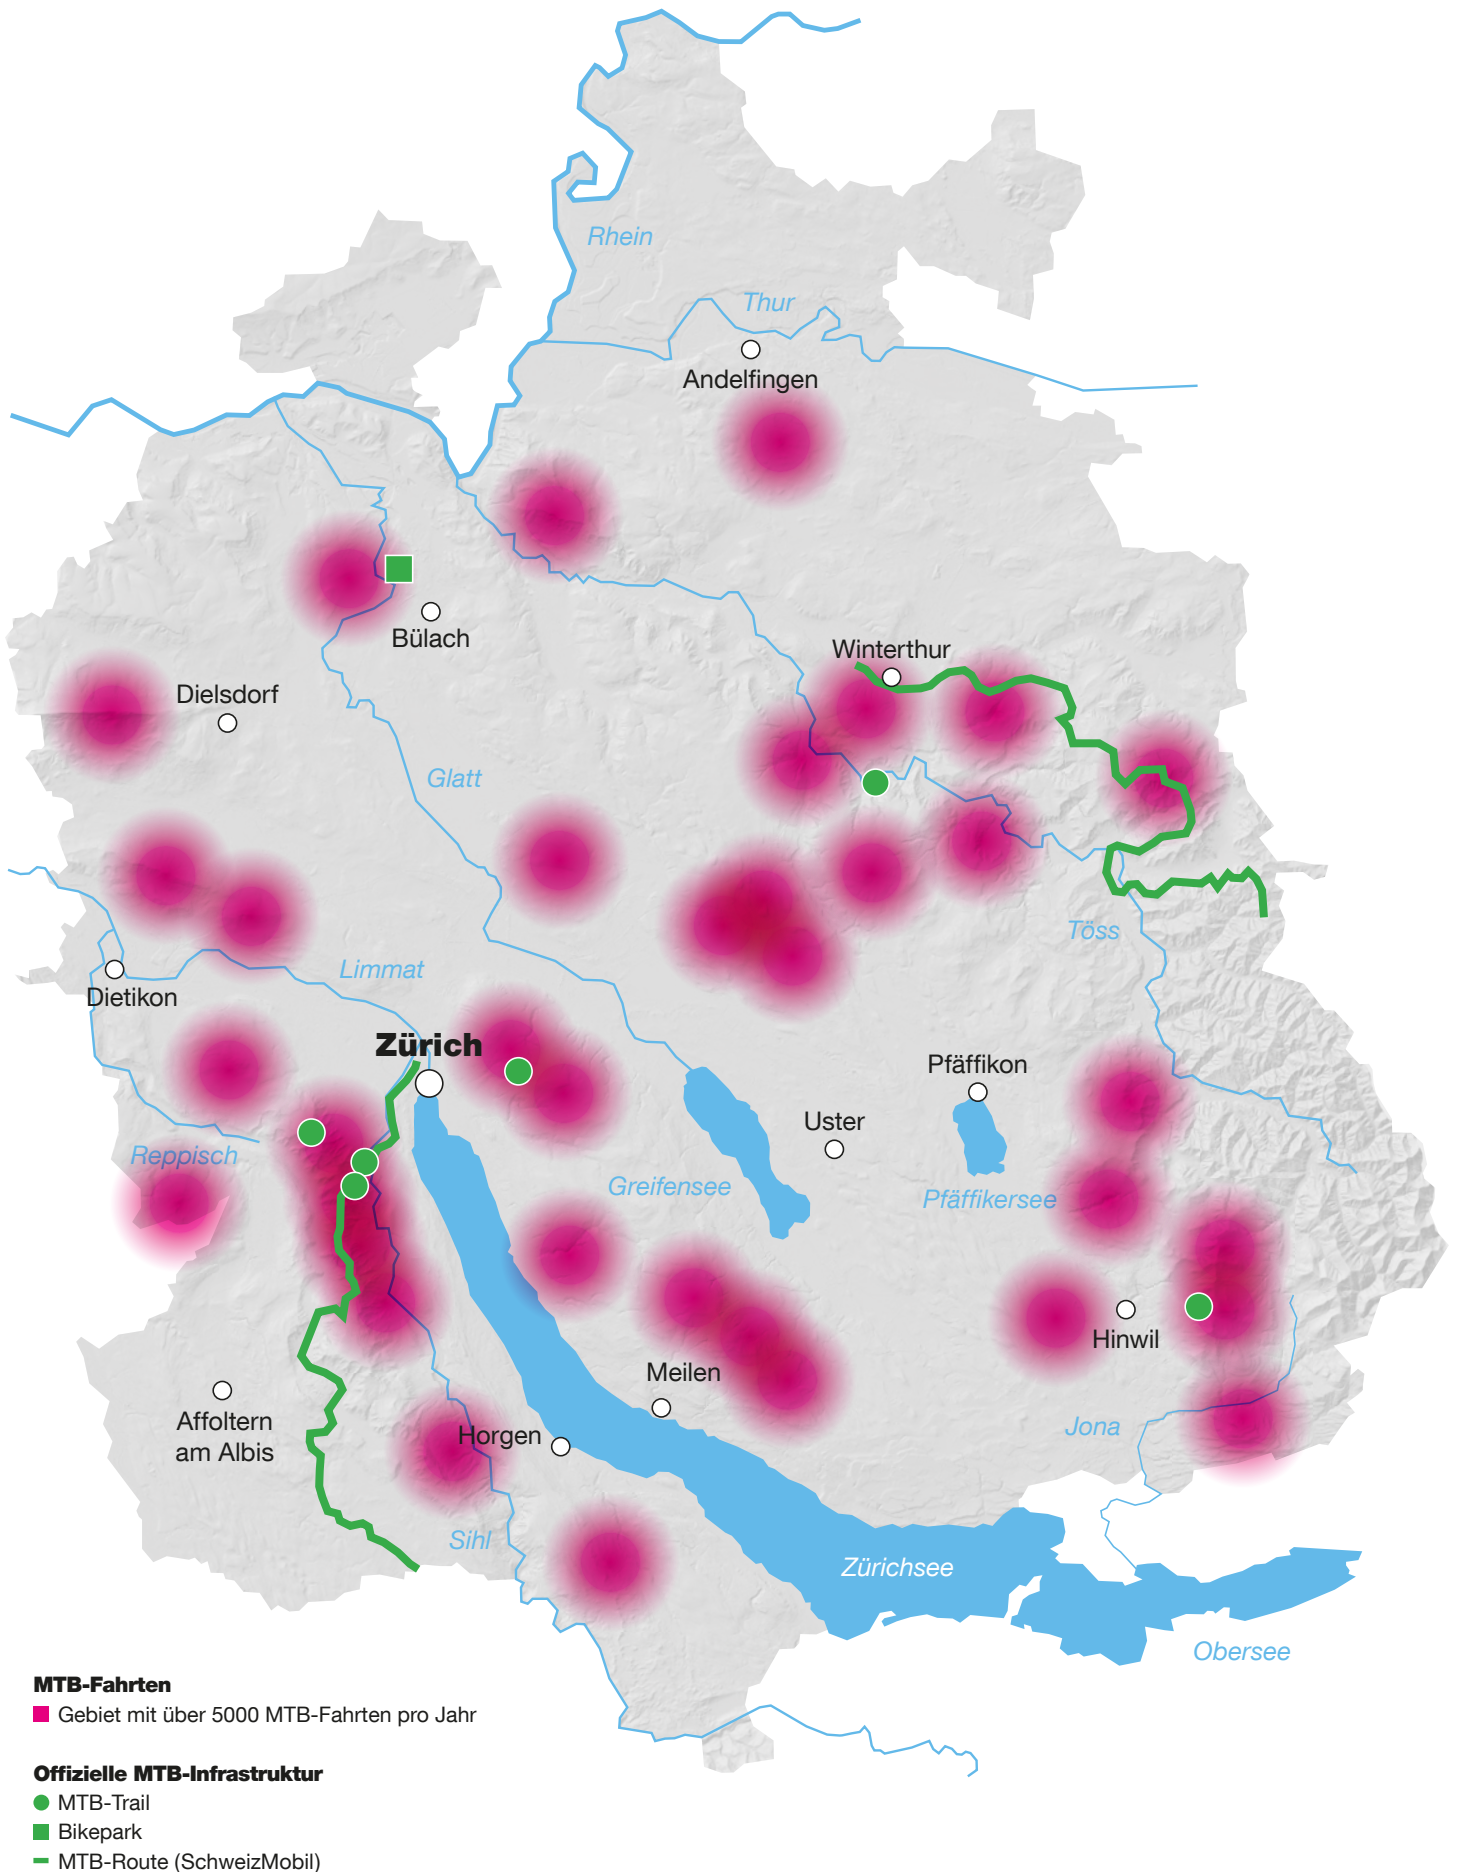 Rhein
Thur
Andelfingen
Bülach
Winterthur
Dielsdorf
Glatt
Töss
Limmat
Dietikon
Zürich
Pfäffikon
Uster
Reppisch
Greifensee
Pfäffikersee
Hinwil
Meilen
Affoltern
am Albis
Horgen
Jona
Sihl
Zürichsee
Obersee
MTB-Fahrten
Gebiet mit über 5000 MTB-Fahrten pro Jahr
Offizielle MTB-Infrastruktur
MTB-Trail
Bikepark
MTB-Route (SchweizMobil)